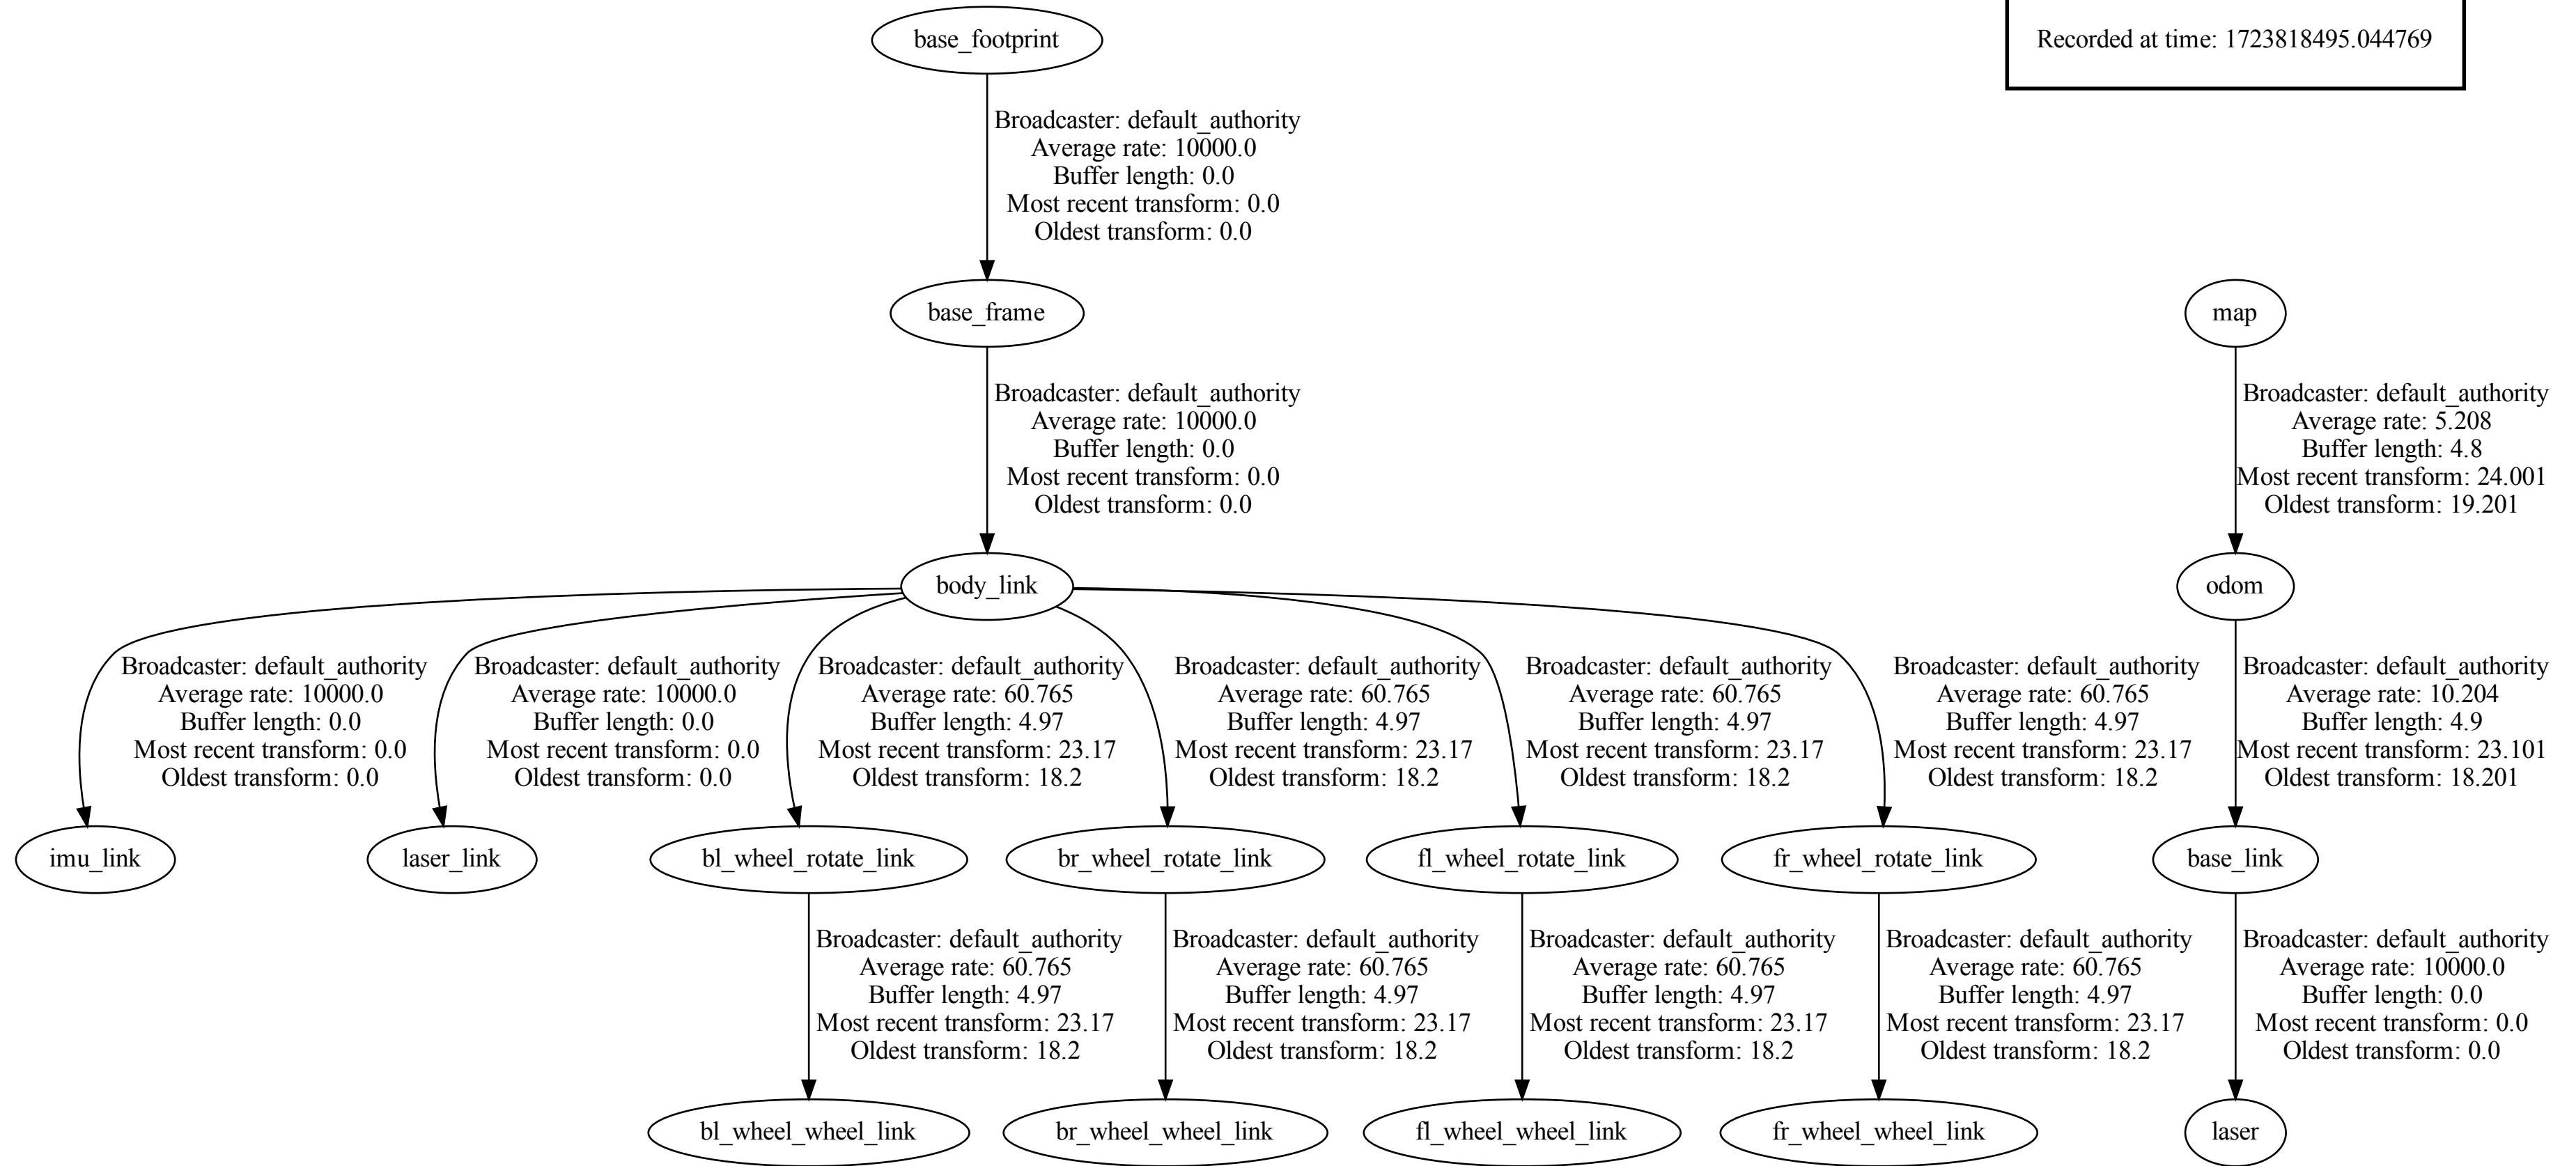 base_footprint
Recorded at time: 1723818495.044769
Broadcaster: default_authority
Average rate: 10000.0
Buffer length: 0.0
Most recent transform: 0.0
Oldest transform: 0.0
base_frame
map
Broadcaster: default_authority
Average rate: 10000.0
Buffer length: 0.0
Most recent transform: 0.0
Oldest transform: 0.0
Broadcaster: default_authority
Average rate: 5.208
Buffer length: 4.8
Most recent transform: 24.001
Oldest transform: 19.201
body_link
odom
Broadcaster: default_authority
Average rate: 10000.0
Buffer length: 0.0
Most recent transform: 0.0
Oldest transform: 0.0
Broadcaster: default_authority
Average rate: 10000.0
Buffer length: 0.0
Most recent transform: 0.0
Oldest transform: 0.0
Broadcaster: default_authority
Average rate: 60.765
Buffer length: 4.97
Most recent transform: 23.17
Oldest transform: 18.2
Broadcaster: default_authority
Average rate: 60.765
Buffer length: 4.97
Most recent transform: 23.17
Oldest transform: 18.2
Broadcaster: default_authority
Average rate: 60.765
Buffer length: 4.97
Most recent transform: 23.17
Oldest transform: 18.2
Broadcaster: default_authority
Average rate: 60.765
Buffer length: 4.97
Most recent transform: 23.17
Oldest transform: 18.2
Broadcaster: default_authority
Average rate: 10.204
Buffer length: 4.9
Most recent transform: 23.101
Oldest transform: 18.201
imu_link
laser_link
bl_wheel_rotate_link
br_wheel_rotate_link
fl_wheel_rotate_link
fr_wheel_rotate_link
base_link
Broadcaster: default_authority
Average rate: 60.765
Buffer length: 4.97
Most recent transform: 23.17
Oldest transform: 18.2
Broadcaster: default_authority
Average rate: 60.765
Buffer length: 4.97
Most recent transform: 23.17
Oldest transform: 18.2
Broadcaster: default_authority
Average rate: 60.765
Buffer length: 4.97
Most recent transform: 23.17
Oldest transform: 18.2
Broadcaster: default_authority
Average rate: 60.765
Buffer length: 4.97
Most recent transform: 23.17
Oldest transform: 18.2
Broadcaster: default_authority
Average rate: 10000.0
Buffer length: 0.0
Most recent transform: 0.0
Oldest transform: 0.0
bl_wheel_wheel_link
br_wheel_wheel_link
fl_wheel_wheel_link
fr_wheel_wheel_link
laser